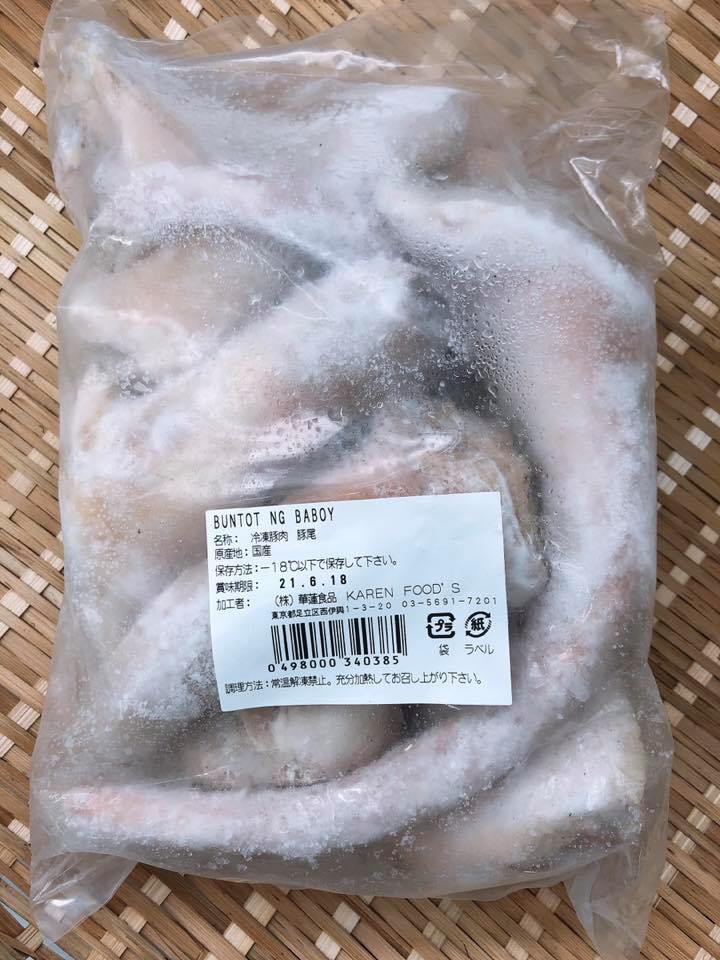 BUNTOT NG BABOY
名称: 冷凍豚肉 豚尾
原産地:国産
保存方法:-18℃以下で保存して下さい。
賞味期限: 21.6.18
加工者: (株)華蓮食品 KAREN FOOD'S
東京都足立区西伊興1-3-20 03-5691-7201
0 498000 340385
プラ 紙
袋 ラベル
調理方法:常温解凍禁止。充分加熱してお召し上がり下さい。